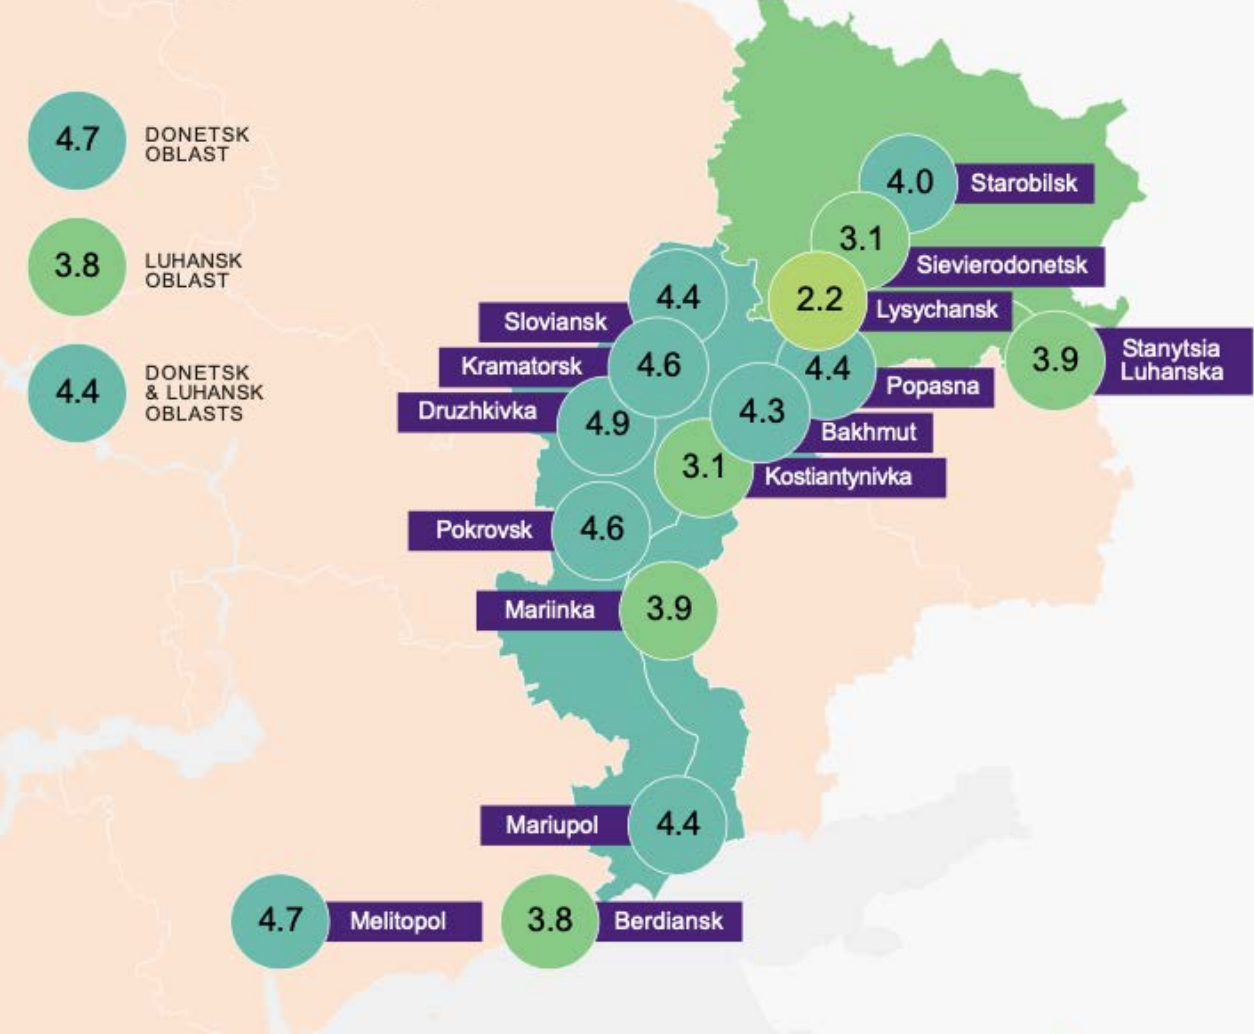 4.7
DONETSK
OBLAST
3.8
LUHANSK
OBLAST
4.4
DONETSK
& LUHANSK
OBLASTS
4.0
Starobilsk
3.1
Sievierodonetsk
2.2
Lysychansk
3.9
Stanytsia
Luhanska
4.4
Popasna
4.3
Bakhmut
3.1
Kostiantynivka
Sloviansk
4.4
Kramatorsk
4.6
Druzhkivka
4.9
Pokrovsk
4.6
Mariinka
3.9
Mariupol
4.4
4.7
Melitopol
3.8
Berdiansk